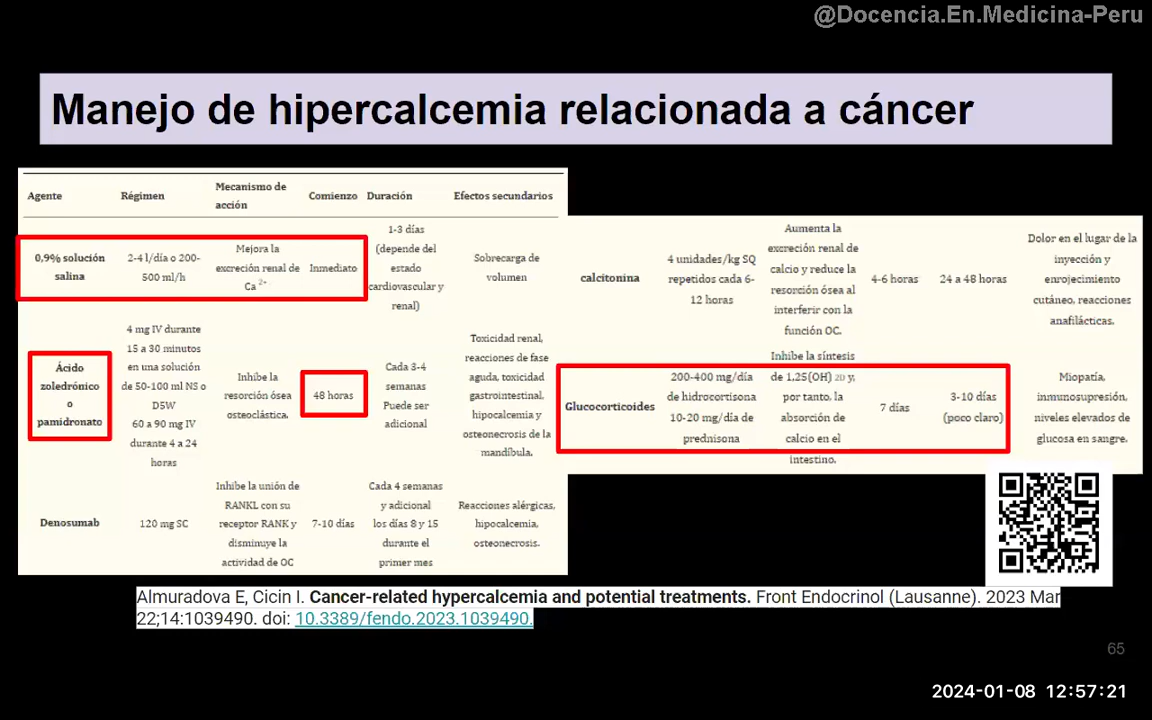 @Docencia.En.Medicina-Peru
Manejo de hipercalcemia relacionada a cáncer
Agente
Régimen
Mecanismo de
acción
Comienzo
Duración
Efectos secundarios
0,9% solución
salina
2-4 l/día o 200-
500 ml/h
Mejora la
excreción renal de
Ca 2+
Inmediato
1-3 días
(depende del
estado
cardiovascular y
renal)
Sobrecarga de
volumen
Ácido
zoledrónico
o
pamidronato
4 mg IV durante
15 a 30 minutos
en una solución
de 50-100 ml NS o
D5W
60 a 90 mg IV
durante 4 a 24
horas
Inhibe la
resorción ósea
osteoclástica.
48 horas
Cada 3-4
semanas
Puede ser
adicional
Toxicidad renal,
reacciones de fase
aguda, toxicidad
gastrointestinal,
hipocalcemia y
osteonecrosis de la
mandíbula.
Denosumab
120 mg SC
Inhibe la unión de
RANKL con su
receptor RANK y
disminuye la
actividad de OC
7-10 días
Cada 4 semanas
y adicional
los días 8 y 15
durante el
primer mes
Reacciones alérgicas,
hipocalcemia,
osteonecrosis.
calcitonina
4 unidades/kg SQ
repetidos cada 6-
12 horas
Aumenta la
excreción renal de
calcio y reduce la
resorción ósea al
interferir con la
función OC.
4-6 horas
24 a 48 horas
Dolor en el lugar de la
inyección y
enrojecimiento
cutáneo, reacciones
anafilácticas.
Glucocorticoides
200-400 mg/día
de hidrocortisona
10-20 mg/día de
prednisona
Inhibe la síntesis
de 1,25(OH) 2D y,
por tanto, la
absorción de
calcio en el
intestino.
7 días
3-10 días
(poco claro)
Miopatía,
inmunosupresión,
niveles elevados de
glucosa en sangre.
Almuradova E, Cicin I. Cancer-related hypercalcemia and potential treatments. Front Endocrinol (Lausanne). 2023 Mar
22;14:1039490. doi: 10.3389/fendo.2023.1039490.
65
2024-01-08 12:57:21